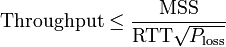 Throughput ≤ MSS / (RTT√P_loss)